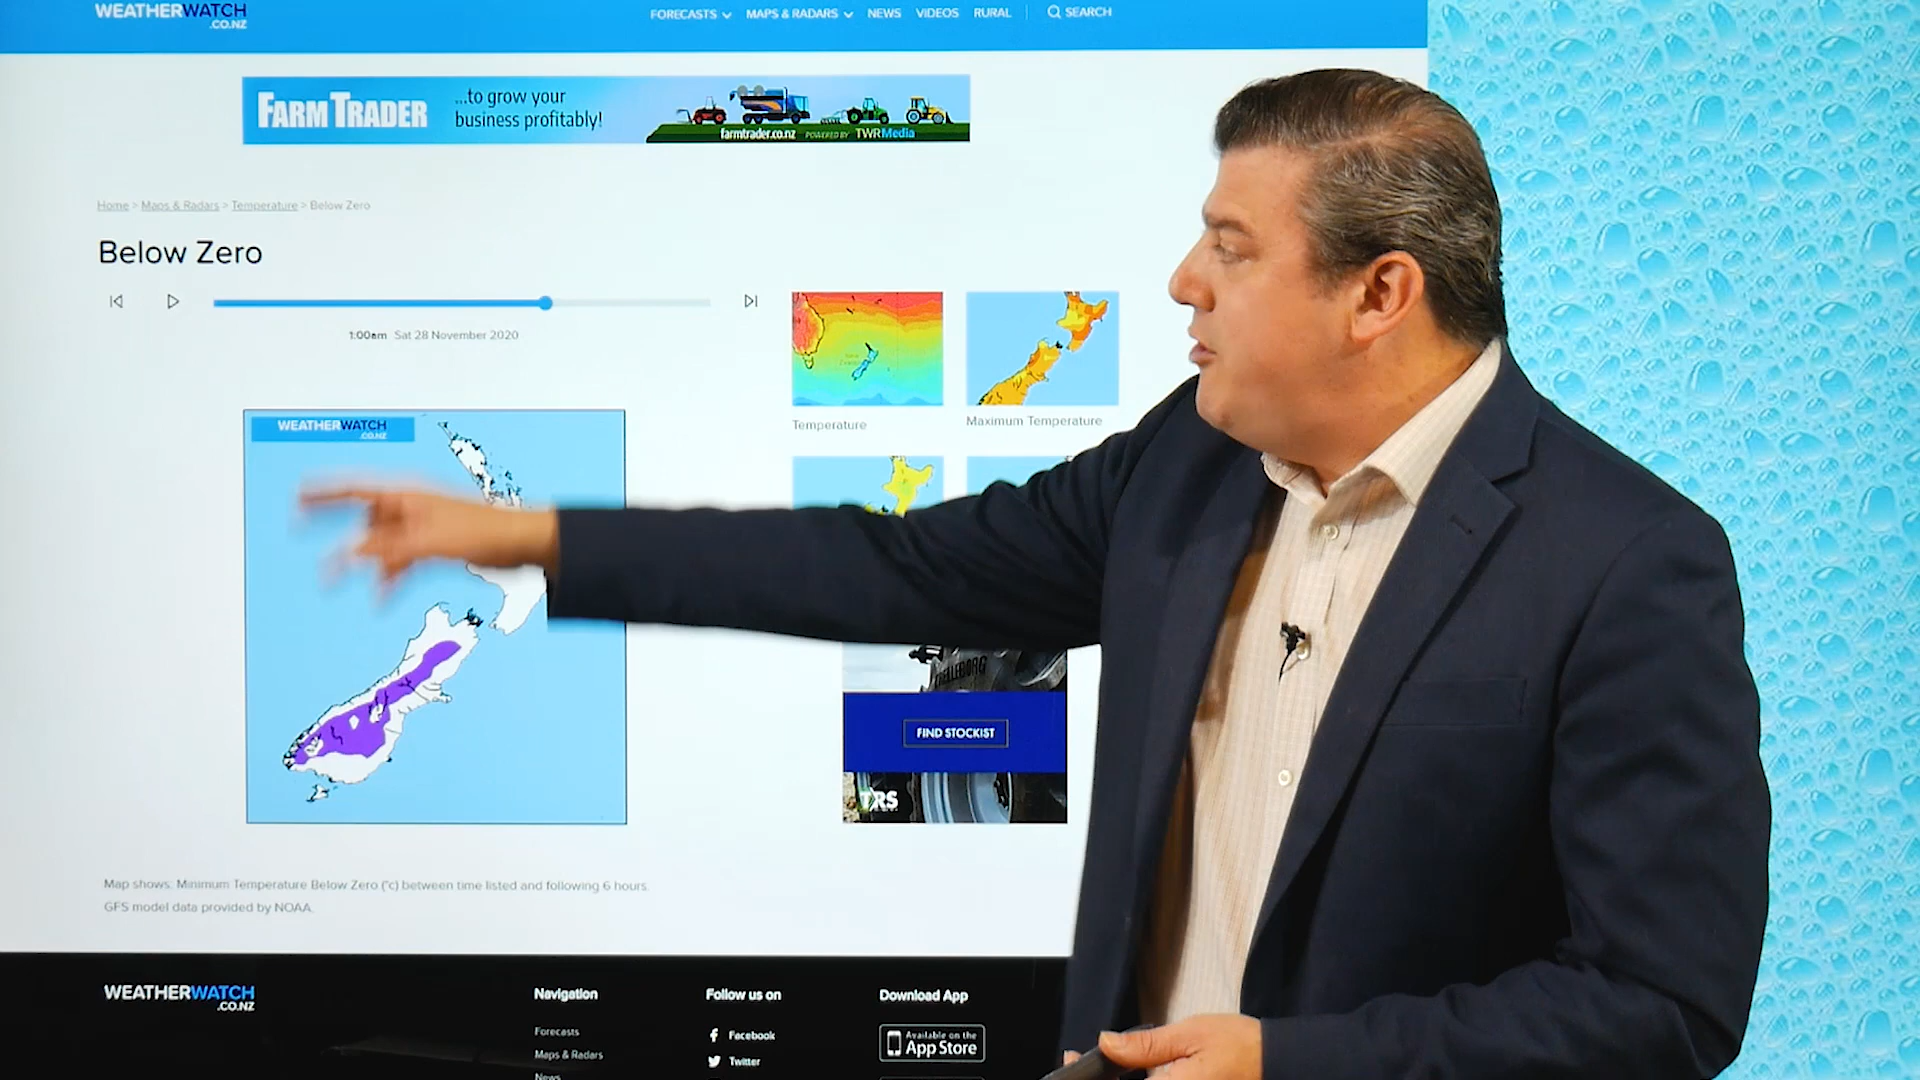 WEATHERWATCH
.CO.NZ
FORECASTS MAPS & RADARS NEWS VIDEOS RURAL SEARCH
FARM TRADER
...to grow your
business profitably!
farmtrader.co.nz POWERED BY TWRMedia
Home > Maps & Radars > Temperature > Below Zero
Below Zero
1:00am Sat 28 November 2020
WEATHERWATCH
.CO.NZ
Temperature
Maximum Temperature
FIND STOCKIST
TRS
Map shows: Minimum Temperature Below Zero (°c) between time listed and following 6 hours.
GFS model data provided by NOAA.
WEATHERWATCH
.CO.NZ
Navigation
Forecasts
Maps & Radars
News
Follow us on
Facebook
Twitter
Download App
Available on the
App Store